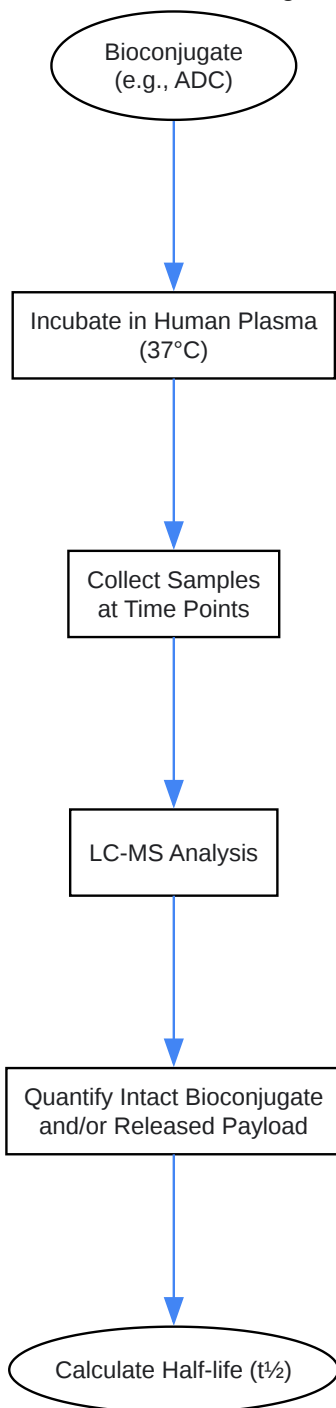 Bioconjugate
(e.g., ADC)
Incubate in Human Plasma
(37°C)
Collect Samples
at Time Points
LC-MS Analysis
Quantify Intact Bioconjugate
and/or Released Payload
Calculate Half-life (t½)